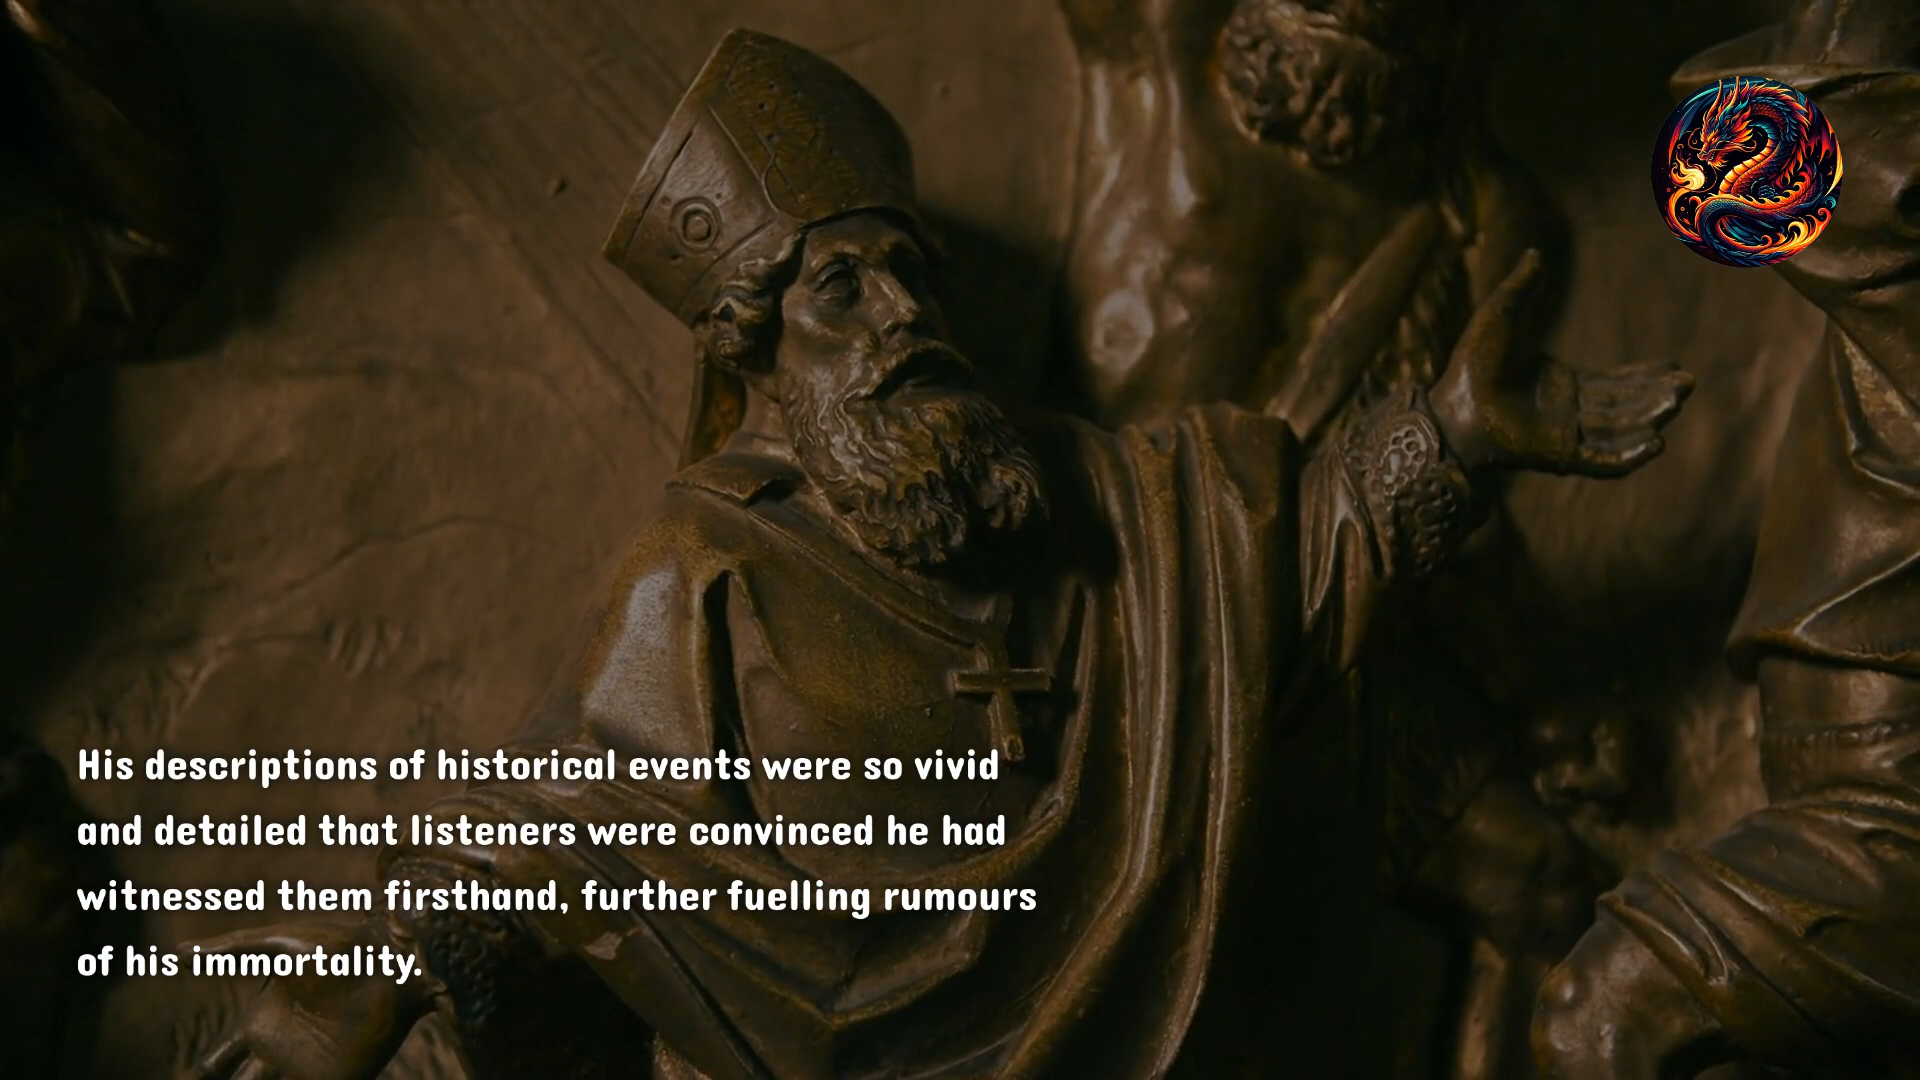 His descriptions of historical events were so vivid
and detailed that listeners were convinced he had
witnessed them firsthand, further fuelling rumours
of his immortality.